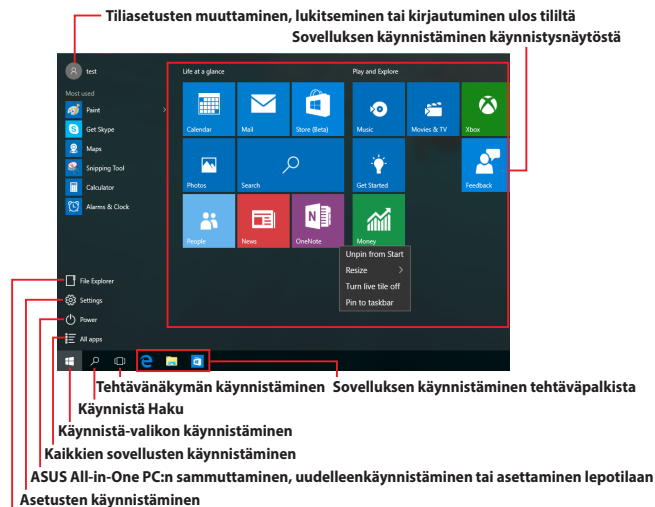 Tiliasetusten muuttaminen, lukitseminen tai kirjautuminen ulos tililtä
Sovelluksen käynnistäminen käynnistysnäytöstä
test
Life at a glance
Play and Explore
Most used
Paint
Get Skype
Maps
Snipping Tool
Calculator
Alarms & Clock
Calendar
Mail
Store (Beta)
Music
Movies & TV
Xbox
Photos
Search
Get Started
Feedback
People
News
OneNote
Money
Unpin from Start
Resize
Turn live tile off
Pin to taskbar
File Explorer
Settings
Power
All apps
Tehtävänäkymän käynnistäminen
Sovelluksen käynnistäminen tehtäväpalkista
Käynnistä Haku
Käynnistä-valikon käynnistäminen
Kaikkien sovellusten käynnistäminen
ASUS All-in-One PC:n sammuttaminen, uudelleenkäynnistäminen tai asettaminen lepotilaan
Asetusten käynnistäminen